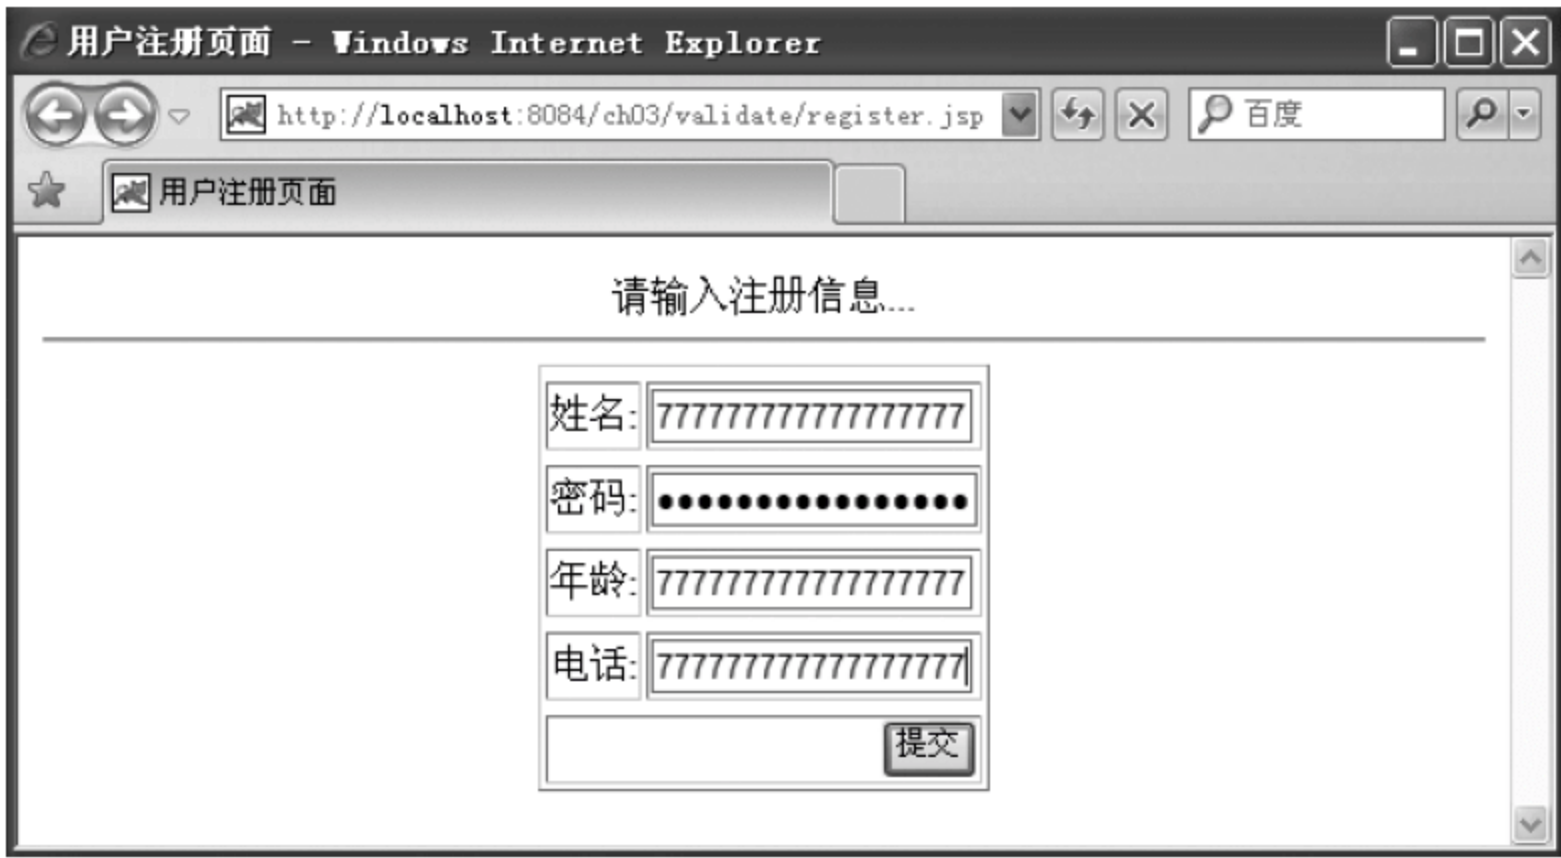 用户注册页面 - Windows Internet Explorer
http://localhost:8084/ch03/validate/register.jsp
百度
用户注册页面
请输入注册信息...
姓名: 777777777777777777
密码: ●●●●●●●●●●●●●●●●
年龄: 777777777777777777
电话: 777777777777777777
提交